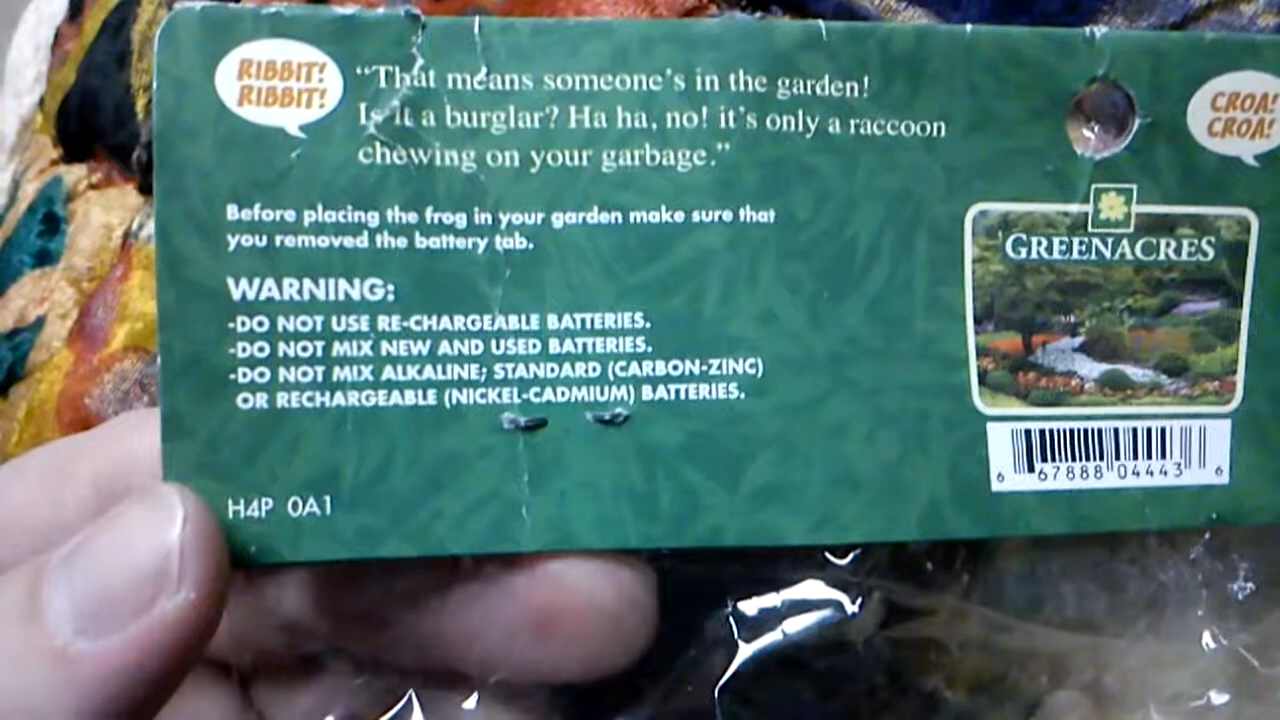 RIBBIT!
RIBBIT!
“That means someone’s in the garden!
Is it a burglar? Ha ha, no! it’s only a raccoon
chewing on your garbage.”
CROA!
CROA!
Before placing the frog in your garden make sure that
you removed the battery tab.
WARNING:
-DO NOT USE RE-CHARGEABLE BATTERIES.
-DO NOT MIX NEW AND USED BATTERIES.
-DO NOT MIX ALKALINE; STANDARD (CARBON-ZINC)
OR RECHARGEABLE (NICKEL-CADMIUM) BATTERIES.
H4P 0A1
GREENACRES
6 67888 04443 6